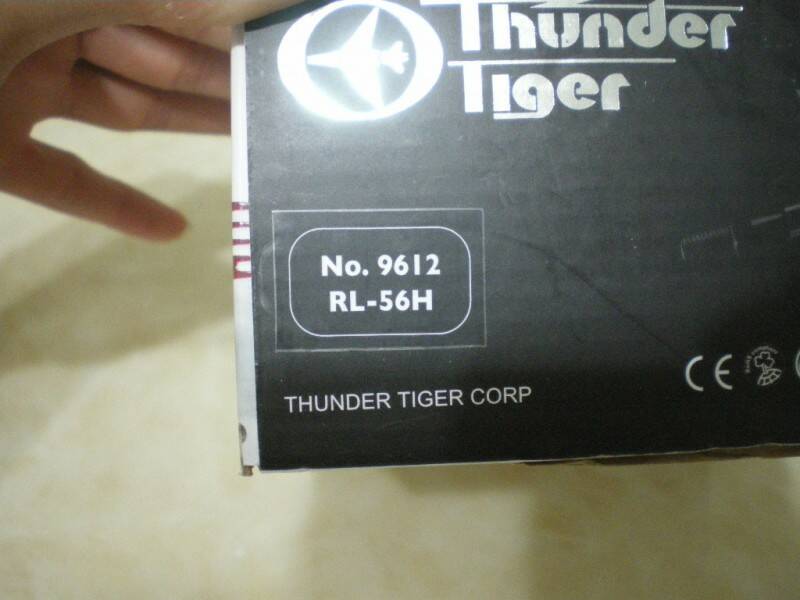 Thunder
Tiger
No. 9612
RL-56H
THUNDER TIGER CORP
CE